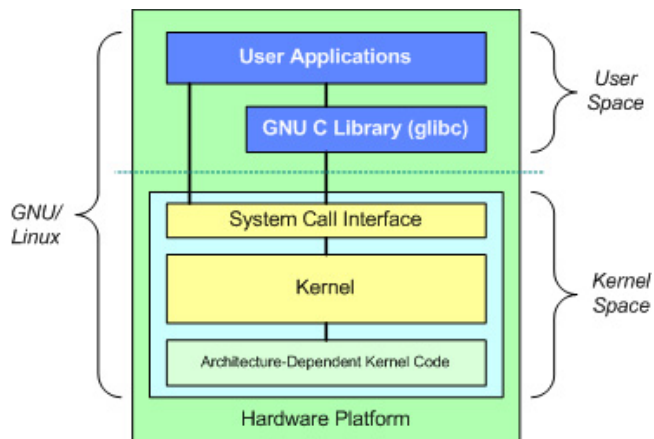 User Applications
GNU C Library (glibc)
User
Space
GNU/
Linux
System Call Interface
Kernel
Architecture-Dependent Kernel Code
Kernel
Space
Hardware Platform